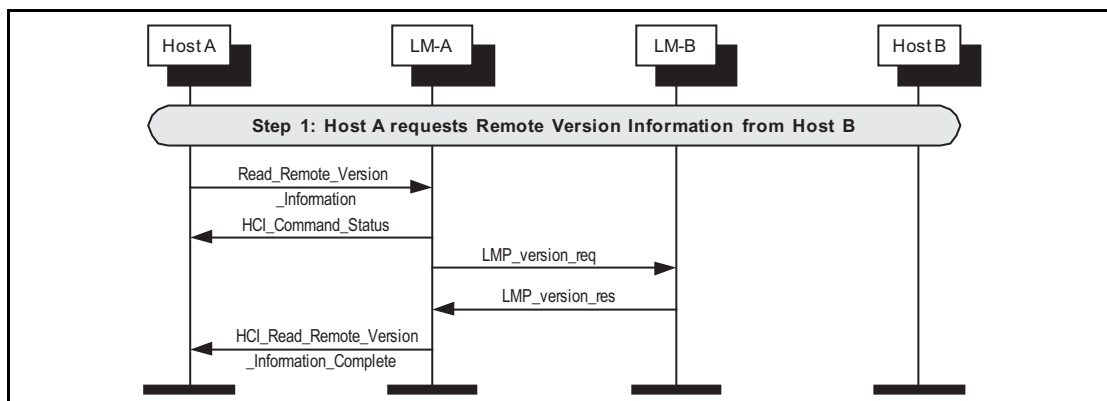 Host A
LM-A
LM-B
Host B
Step 1: Host A requests Remote Version Information from Host B
Read_Remote_Version
_Information
HCI_Command_Status
LMP_version_req
LMP_version_res
HCI_Read_Remote_Version
_Information_Complete